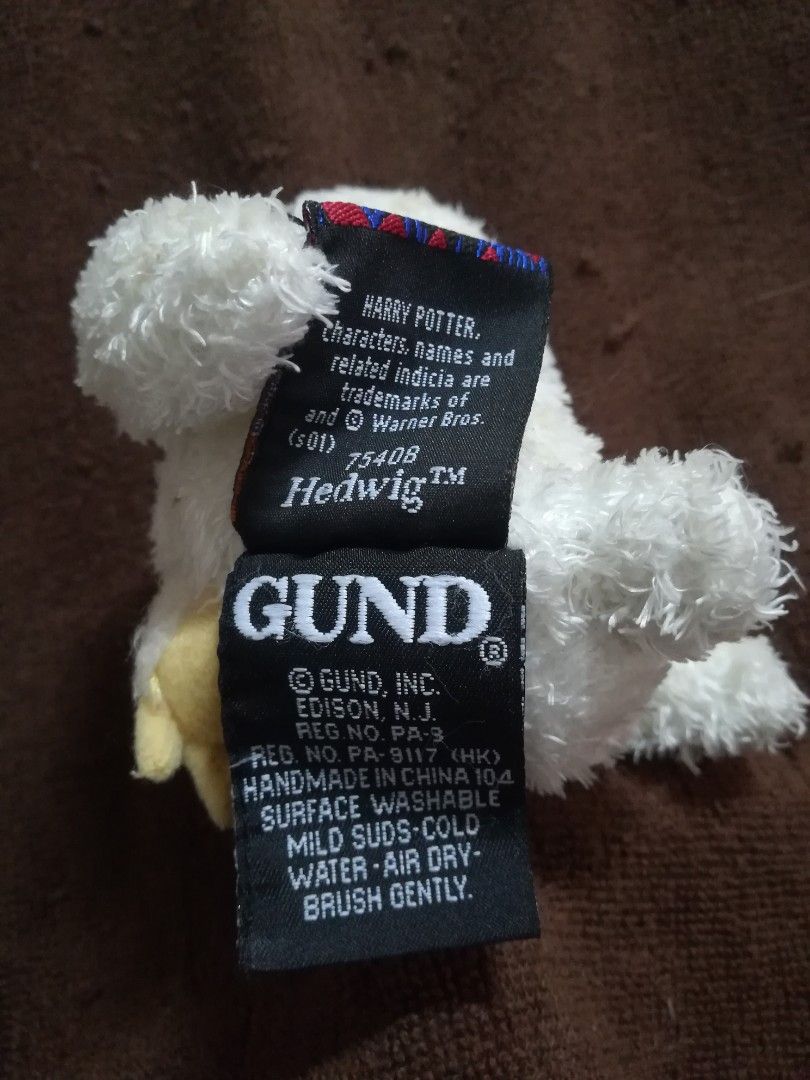 HARRY POTTER,
characters, names and
related indicia are
trademarks of
and © Warner Bros.
(s01)
7540B
Hedwig™
GUND®
© GUND, INC.
EDISON, N.J.
REG NO. PA-9
REG. NO. PA-9117 (HK)
HANDMADE IN CHINA 104
SURFACE WASHABLE
MILD SUDS-COLD
WATER-AIR DRY-
BRUSH GENTLY.